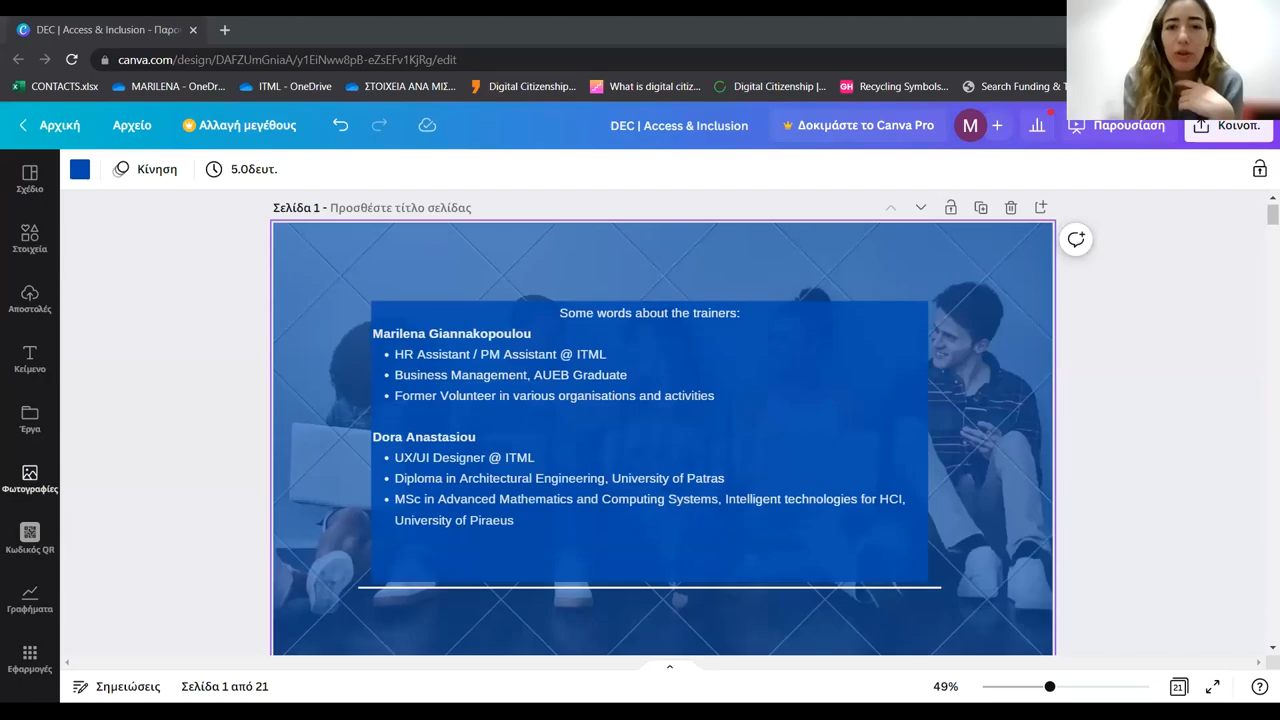 DEC | Access & Inclusion - Παρου
canva.com/design/DAFZUmGniaA/y1EiNww8pB-eZsEFv1KjRg/edit
CONTACTS.xlsx
MARILENA - OneDr...
ITML - OneDrive
ΣΤΟΙΧΕΙΑ ΑΝΑ ΜΙΣ...
Digital Citizenship...
What is digital citiz...
Digital Citizenship |...
GH
Recycling Symbols...
Search Funding & T
Αρχική
Αρχείο
Αλλαγή μεγέθους
DEC | Access & Inclusion
Δοκιμάστε το Canva Pro
M
Παρουσίαση
Κοινοπ.
Κίνηση
5.0δευτ.
Σελίδα 1 - Προσθέστε τίτλο σελίδας
Σχέδιο
Στοιχεία
Αποστολές
Κείμενο
Έργα
Φωτογραφίες
Κωδικός QR
Γραφήματα
Εφαρμογές
Some words about the trainers:
Marilena Giannakopoulou
• HR Assistant / PM Assistant @ ITML
• Business Management, AUEB Graduate
• Former Volunteer in various organisations and activities
Dora Anastasiou
• UX/UI Designer @ ITML
• Diploma in Architectural Engineering, University of Patras
• MSc in Advanced Mathematics and Computing Systems, Intelligent technologies for HCI,
University of Piraeus
Σημειώσεις
Σελίδα 1 από 21
49%
21